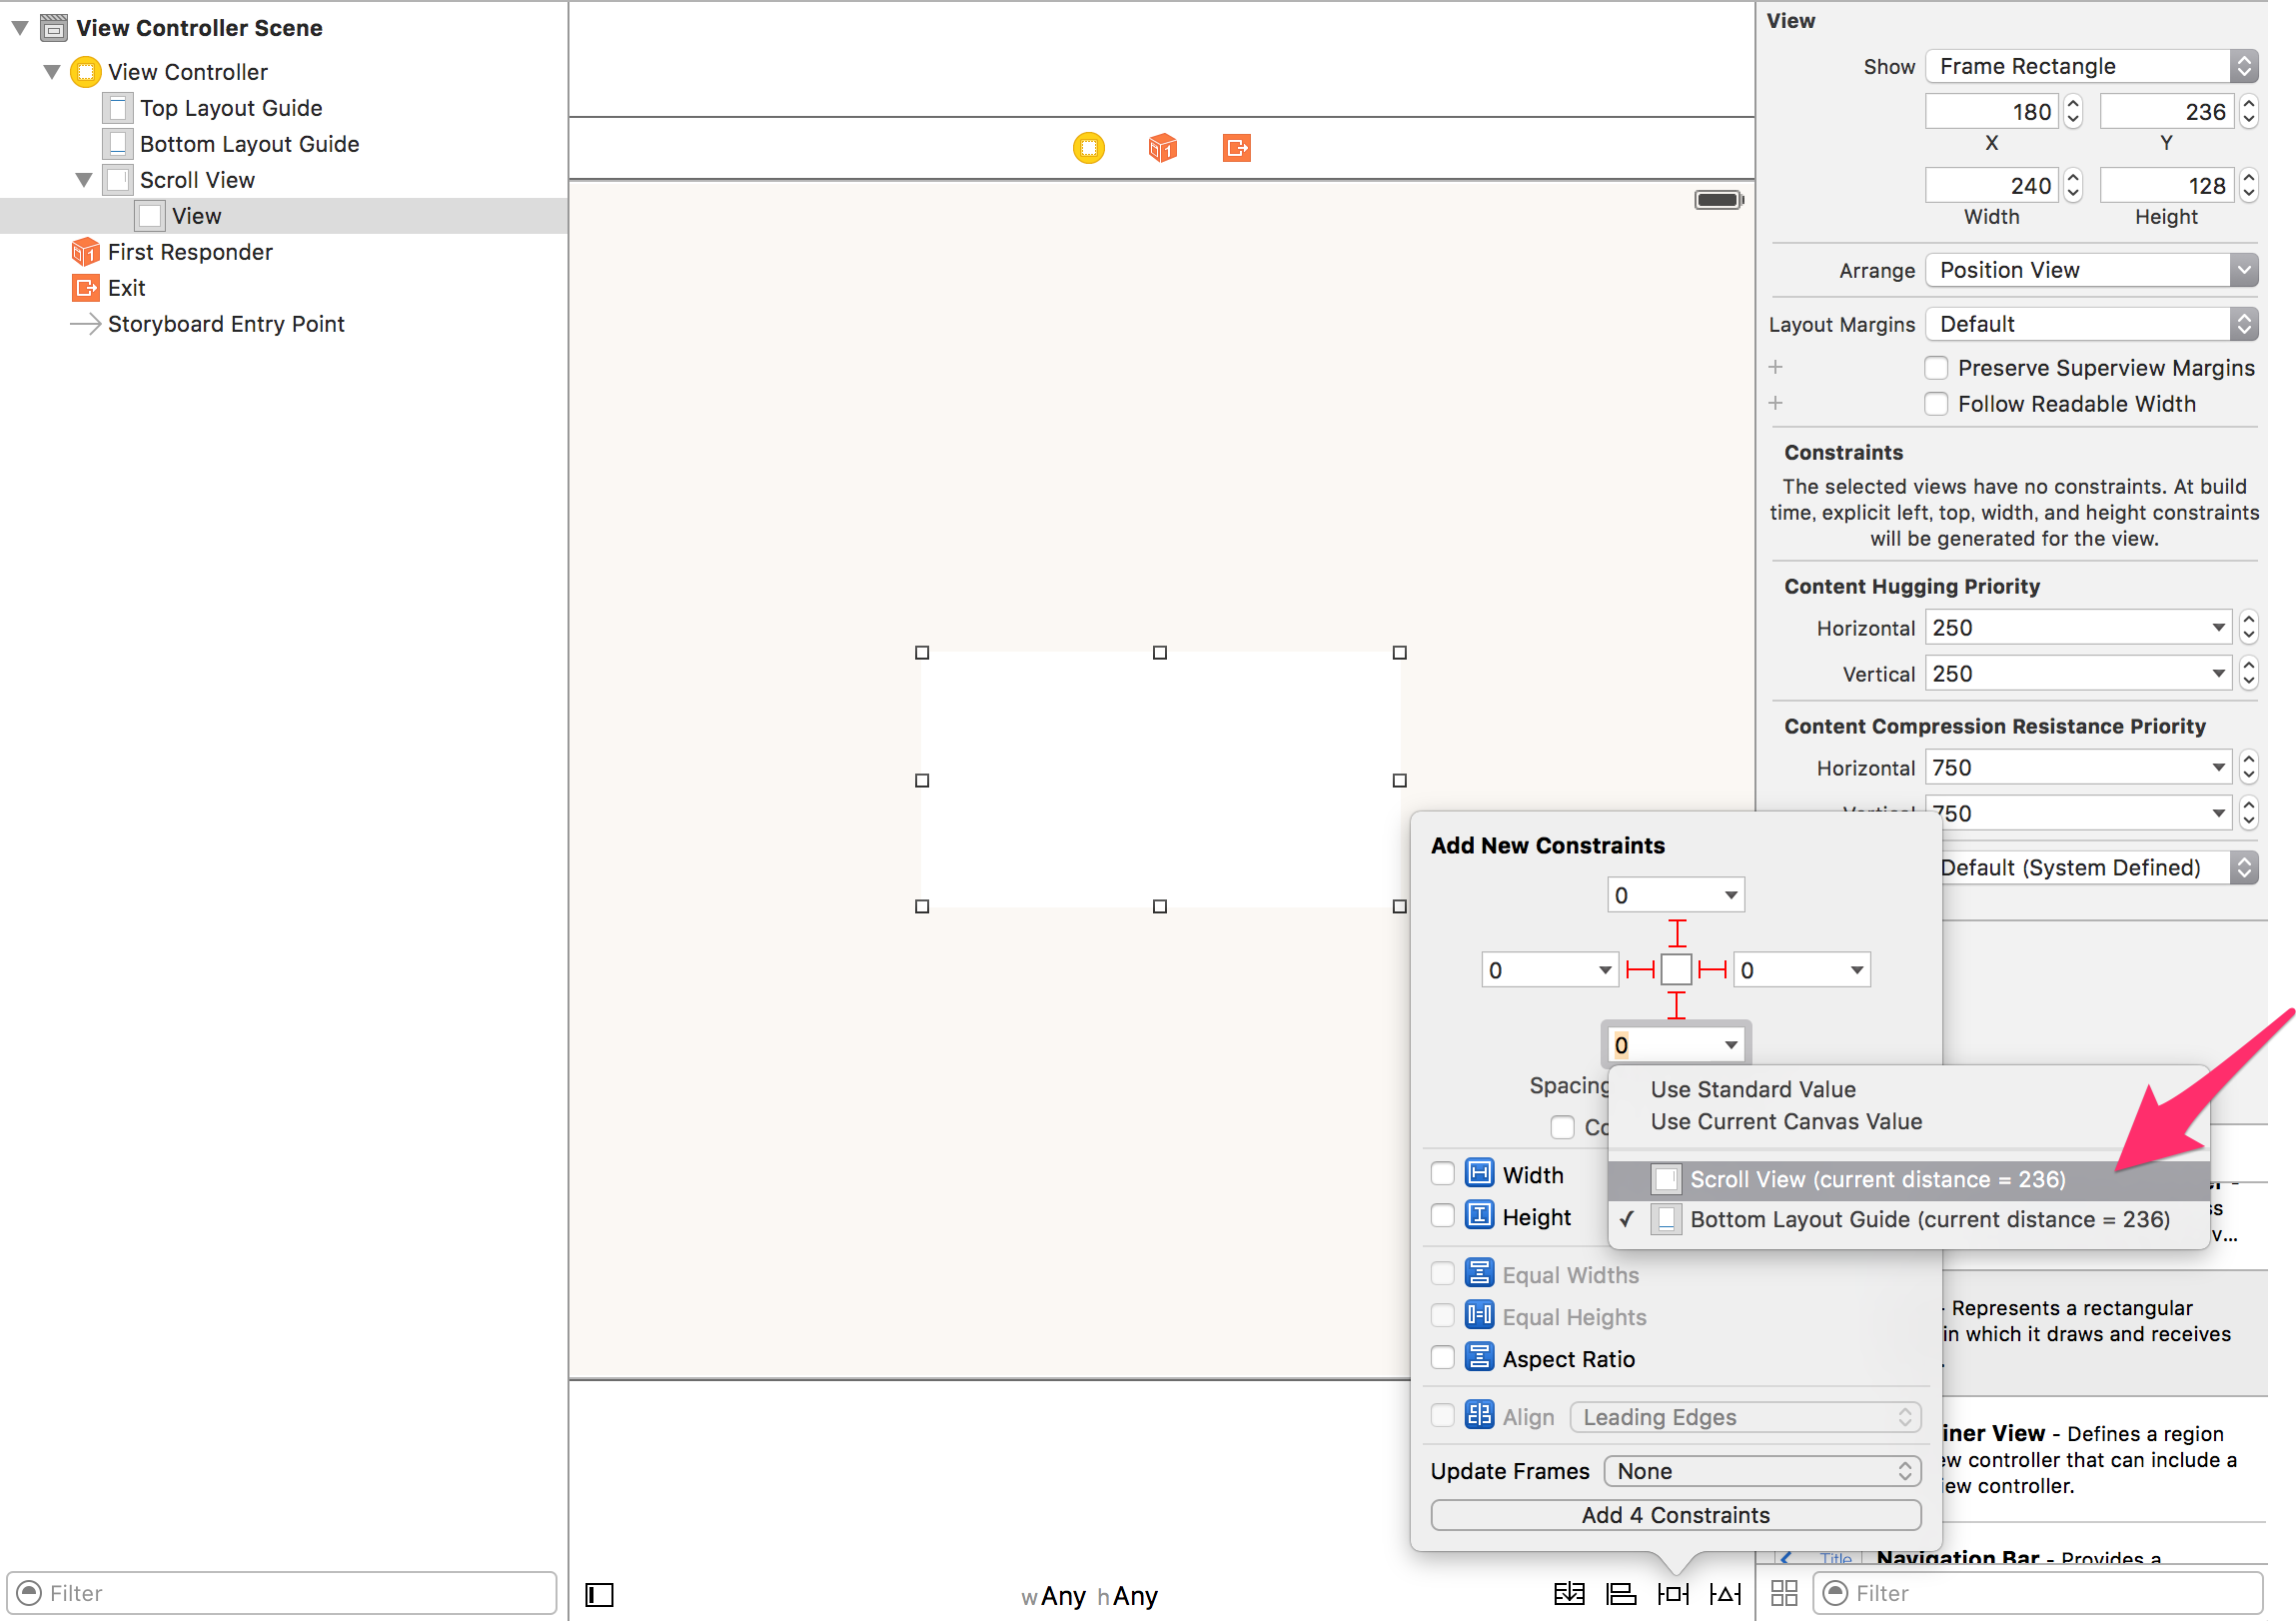 View Controller Scene
View Controller
Top Layout Guide
Bottom Layout Guide
Scroll View
View
First Responder
Exit
Storyboard Entry Point
Filter
1
wAny hAny
View
Show Frame Rectangle
180 236
X Y
240 128
Width Height
Arrange Position View
Layout Margins Default
+ Preserve Superview Margins
+ Follow Readable Width
Constraints
The selected views have no constraints. At build
time, explicit left, top, width, and height constraints
will be generated for the view.
Content Hugging Priority
Horizontal 250
Vertical 250
Content Compression Resistance Priority
Horizontal 750
Vertical 750
Default (System Defined)
Add New Constraints
0
0 0
0
Spacing
Use Standard Value
Use Current Canvas Value
Scroll View (current distance = 236)
✓ Bottom Layout Guide (current distance = 236)
Width
Height
Equal Widths
Equal Heights
Aspect Ratio
Align Leading Edges
Update Frames None
Add 4 Constraints
- Represents a rectangular
in which it draws and receives
iner View - Defines a region
ew controller that can include a
iew controller.
Title Navigation Bar - Provides a
Filter